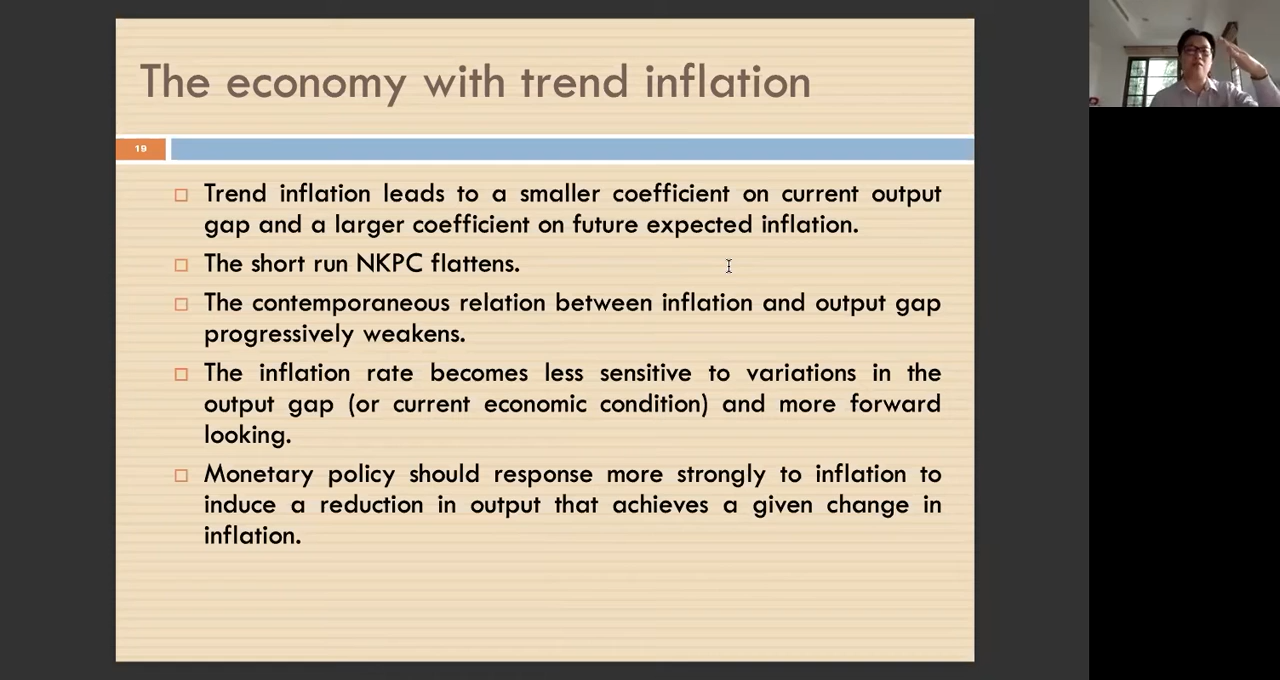 The economy with trend inflation
19
Trend inflation leads to a smaller coefficient on current output
gap and a larger coefficient on future expected inflation.
The short run NKPC flattens.
The contemporaneous relation between inflation and output gap
progressively weakens.
The inflation rate becomes less sensitive to variations in the
output gap (or current economic condition) and more forward
looking.
Monetary policy should response more strongly to inflation to
induce a reduction in output that achieves a given change in
inflation.